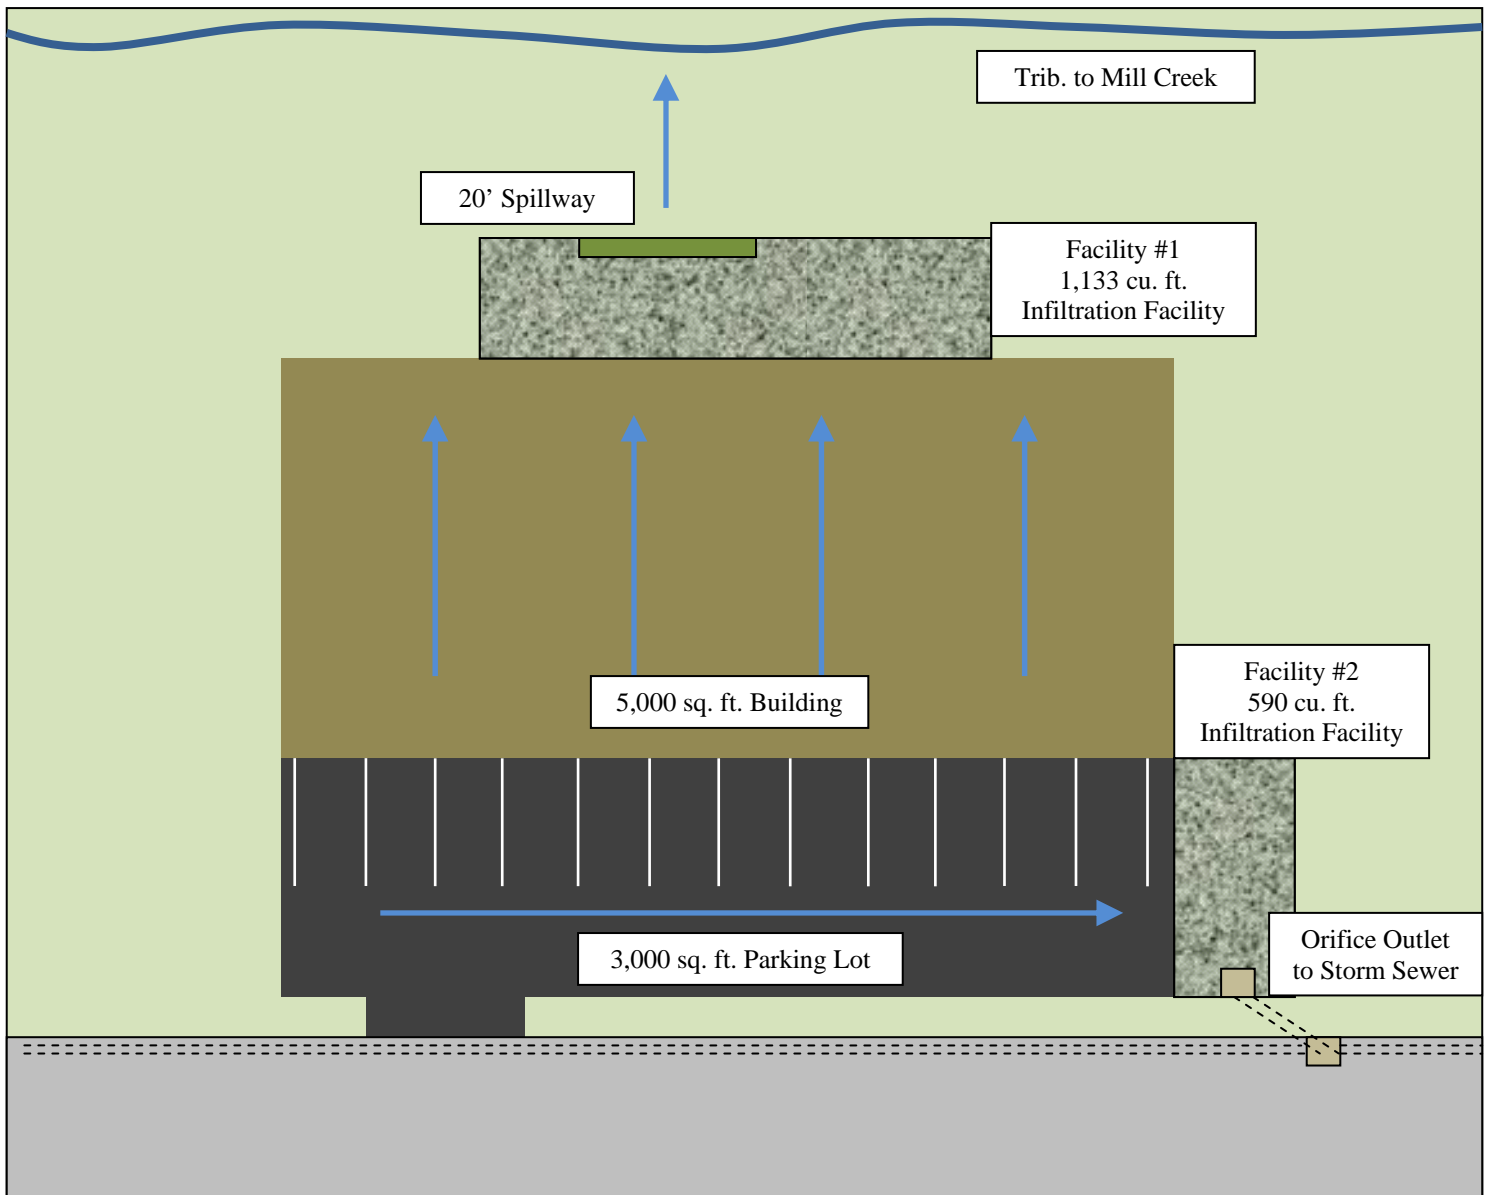 Trib. to Mill Creek
20’ Spillway
Facility #1
1,133 cu. ft.
Infiltration Facility
5,000 sq. ft. Building
Facility #2
590 cu. ft.
Infiltration Facility
3,000 sq. ft. Parking Lot
Orifice Outlet
to Storm Sewer